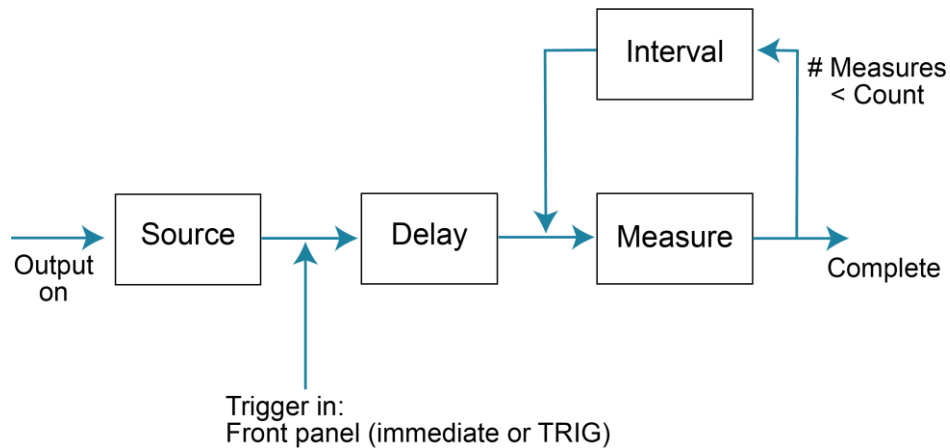 Interval
# Measures
< Count
Source
Delay
Measure
Output
on
Complete
Trigger in:
Front panel (immediate or TRIG)